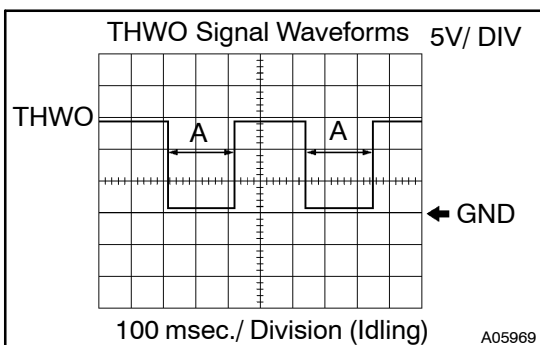 THWO Signal Waveforms 5V/ DIV
THWO
A A
GND
100 msec./ Division (Idling)
A05969